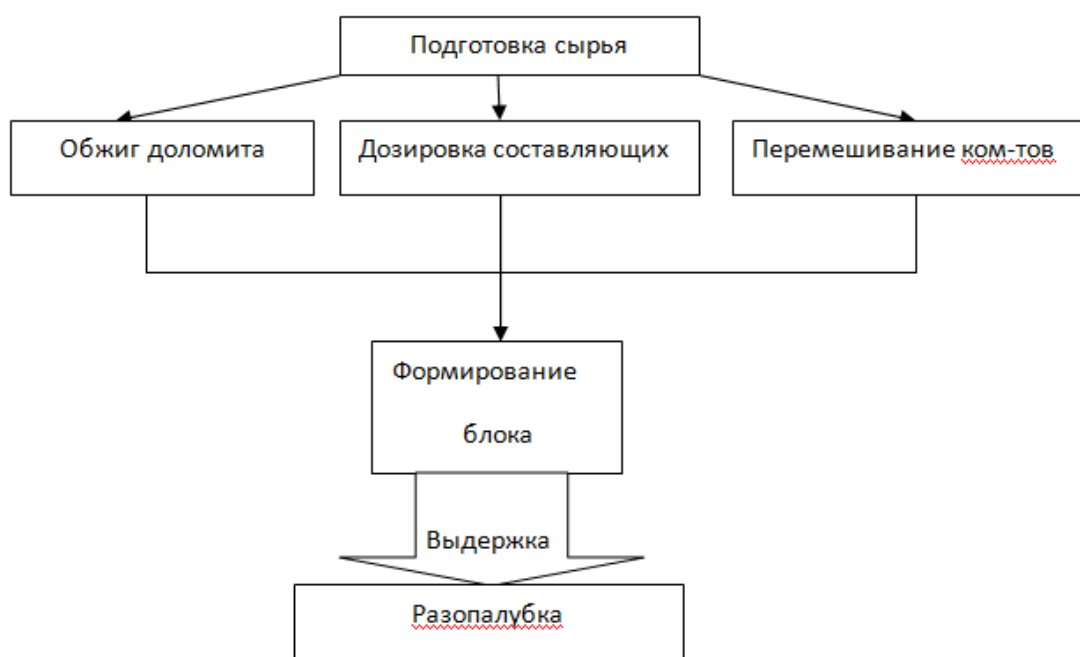 Подготовка сырья
Обжиг доломита
Дозировка составляющих
Перемешивание ком-тов
Формирование
блока
Выдержка
Разопалубка